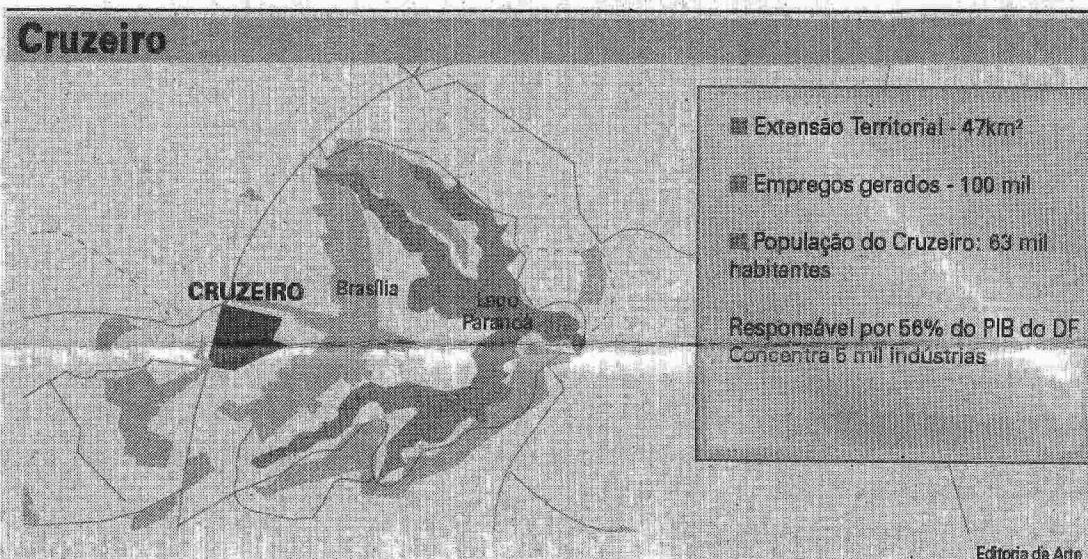 Cruzeiro
Extensão Territorial - 47km²
Empregos gerados - 100 mil
População do Cruzeiro: 63 mil
habitantes
Responsável por 56% do PIB do DF
Concentra 5 mil indústrias
CRUZEIRO
Brasília
Lago
Paranoá
Editoria de